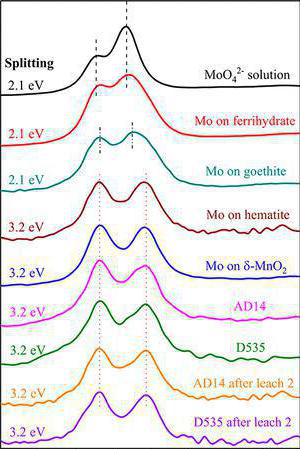 Splitting
2.1 eV MoO₄²⁻ solution
2.1 eV Mo on ferrihydrate
2.1 eV Mo on goethite
3.2 eV Mo on hematite
3.2 eV Mo on δ-MnO₂
3.2 eV AD14
3.2 eV D535
3.2 eV AD14 after leach 2
3.2 eV D535 after leach 2